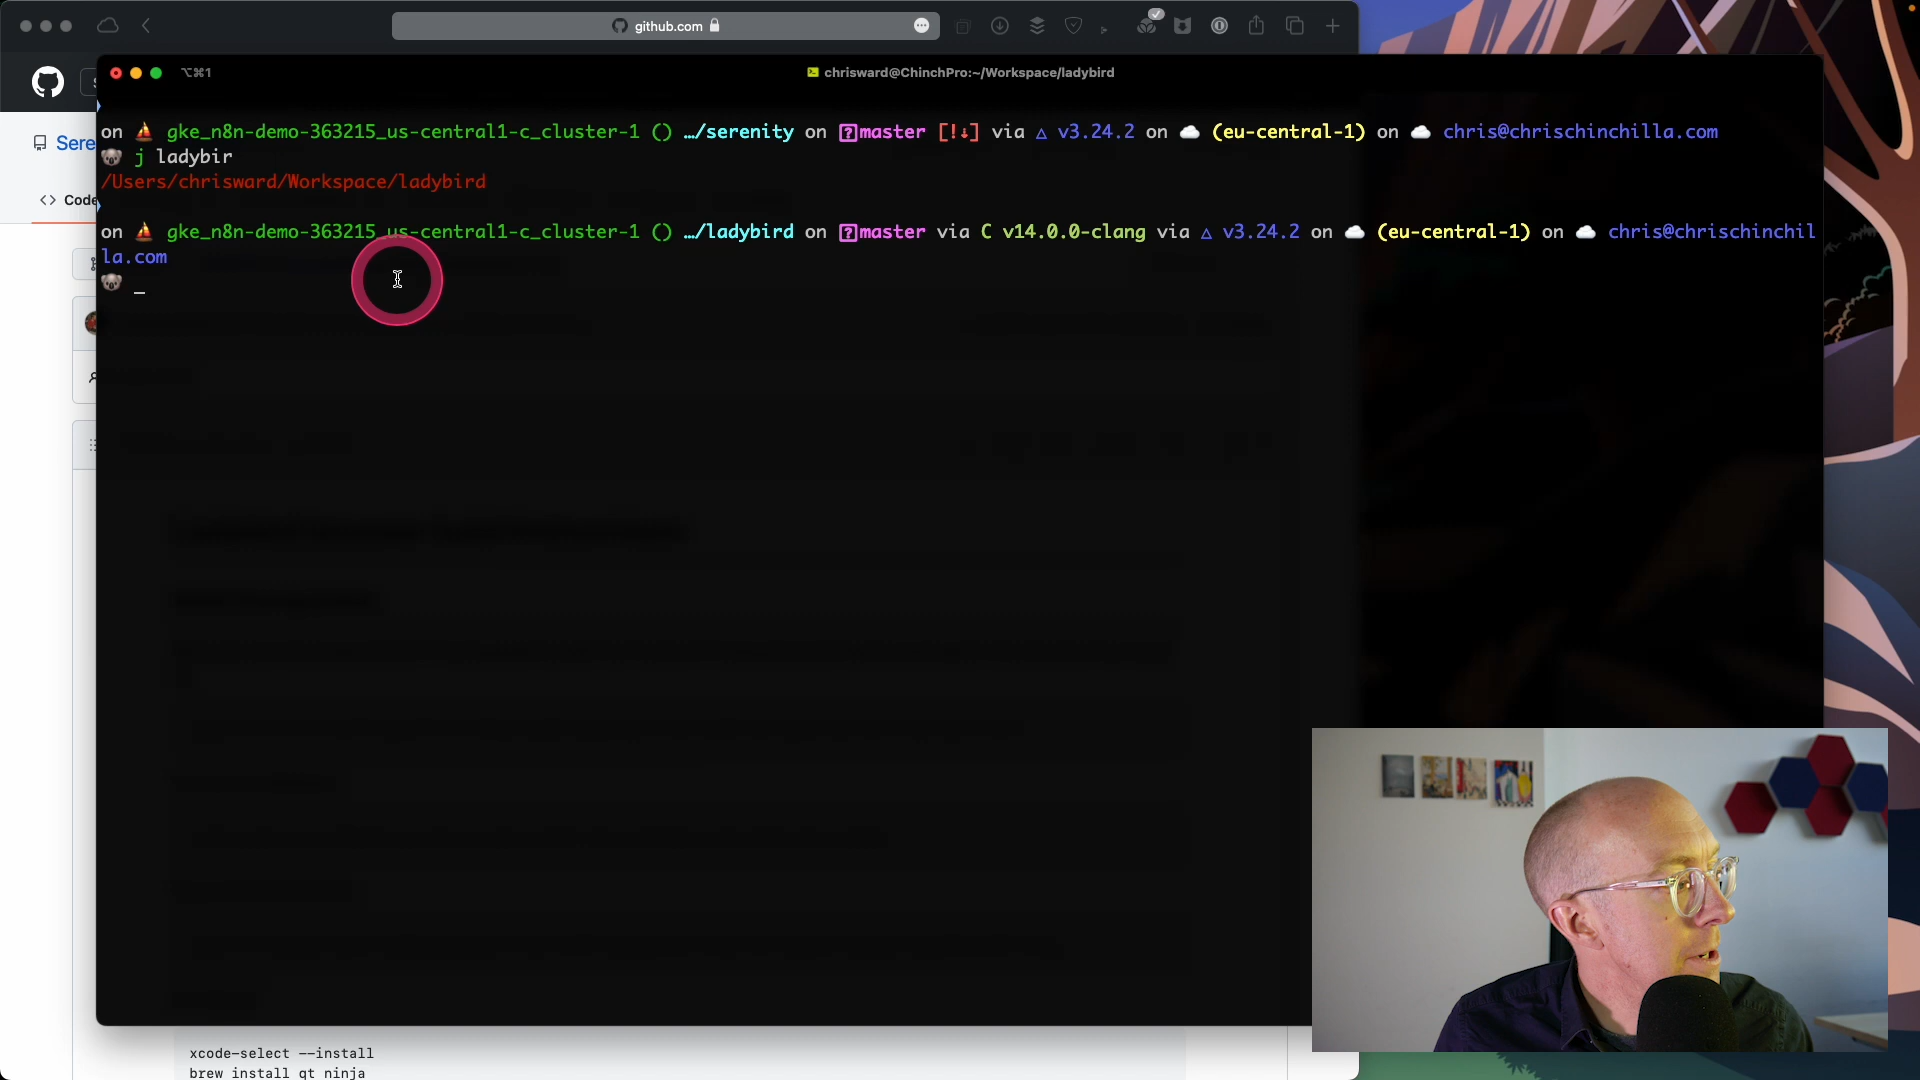 github.com
⌥⌘1
chrisward@ChinchPro:~/Workspace/ladybird
on gke_n8n-demo-363215_us-central1-c_cluster-1 () …/serenity on master [!↓] via △ v3.24.2 on (eu-central-1) on chris@chrischinchilla.com
j ladybir
/Users/chrisward/Workspace/ladybird
on gke_n8n-demo-363215_us-central1-c_cluster-1 () …/ladybird on master via C v14.0.0-clang via △ v3.24.2 on (eu-central-1) on chris@chrischinchil
la.com
_
Sere
<> Code
xcode-select --install
brew install qt ninja